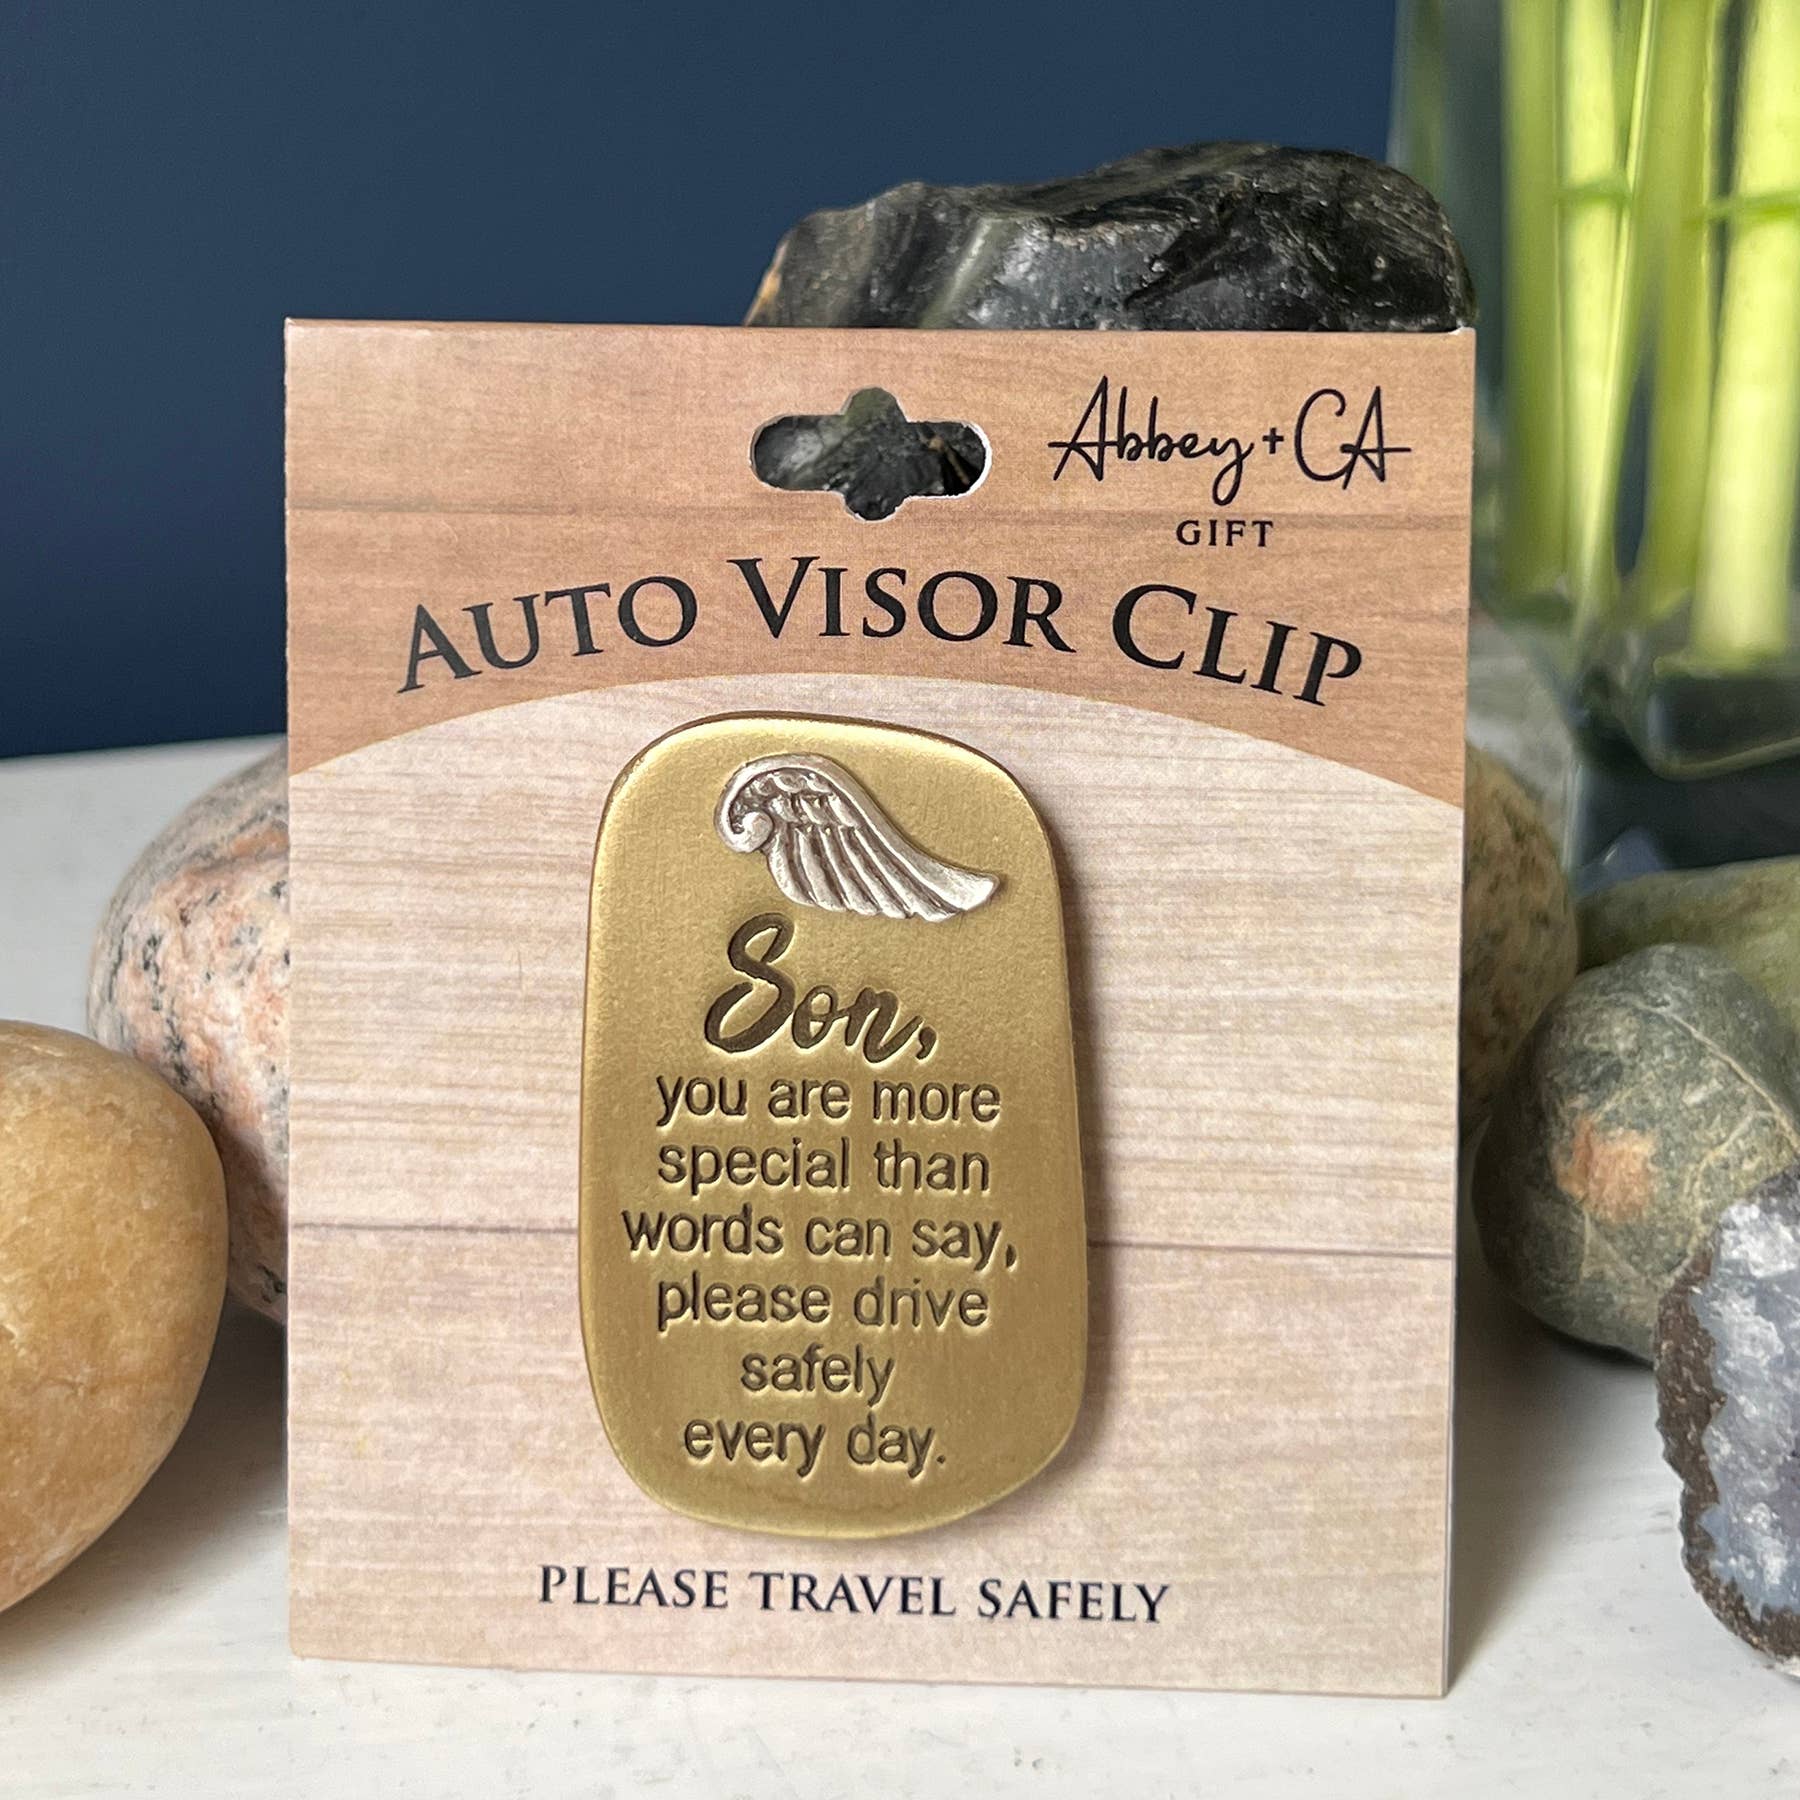 Abbey + CA
GIFT
AUTO VISOR CLIP
Son,
you are more
special than
words can say,
please drive
safely
every day.
PLEASE TRAVEL SAFELY